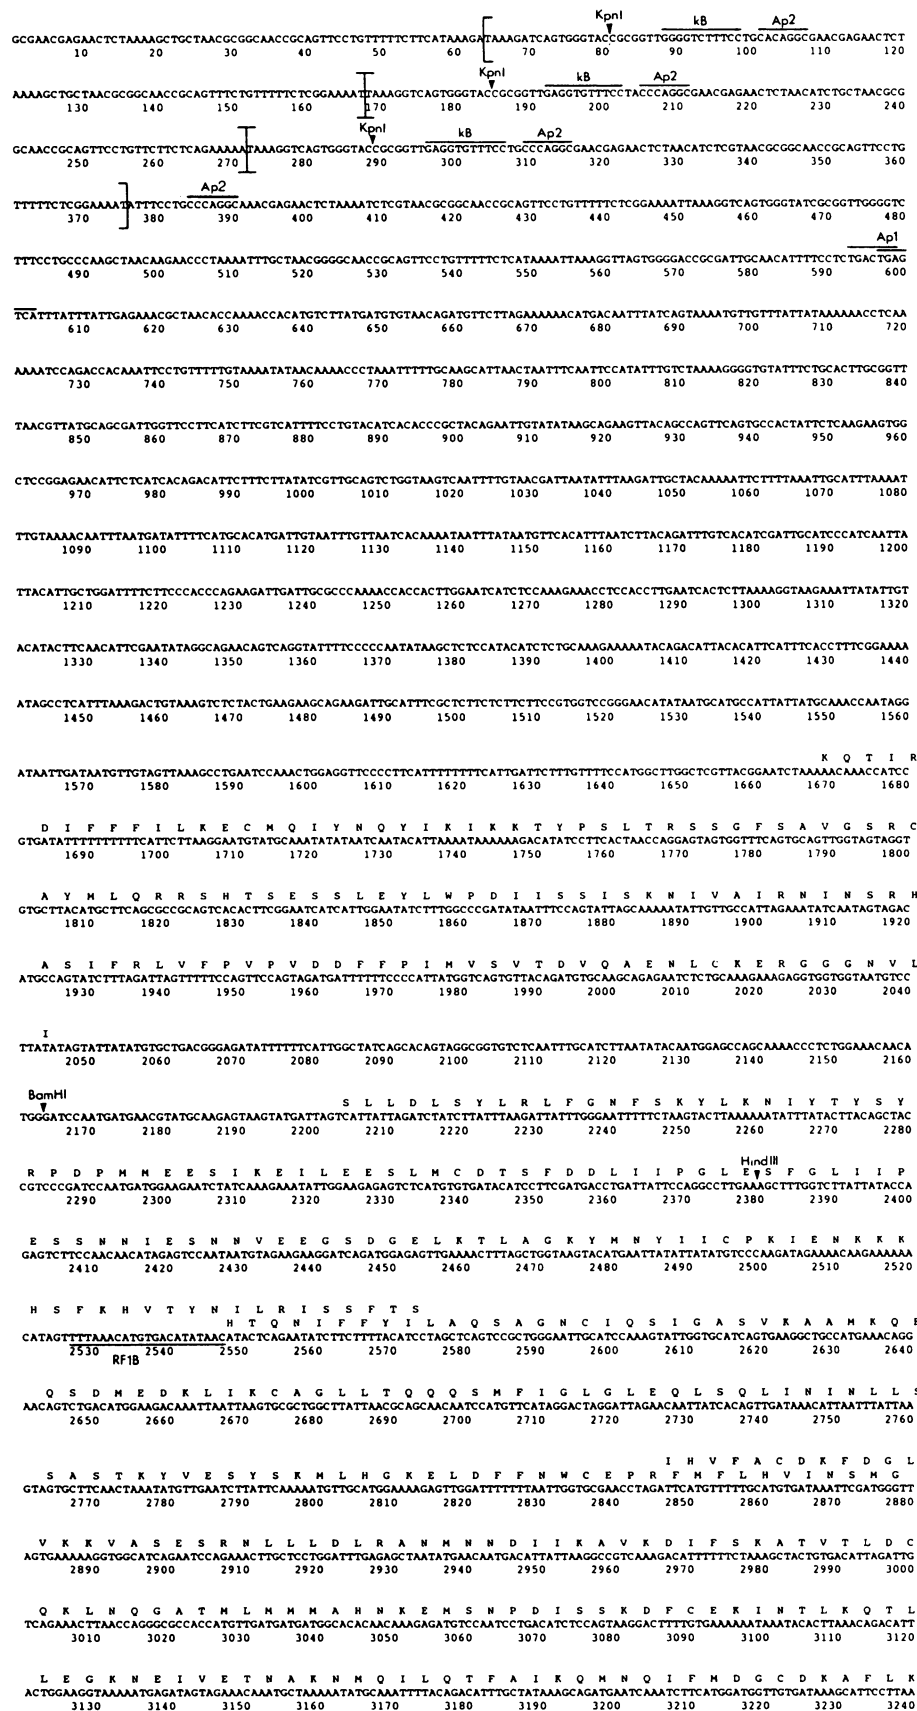 KpnI kB Ap2
GCGAACGAGAACTCTAAAAGCTGCTAACGCGGCAACCGCAGTTCCTGTTTTTCTTCATAAAGATAAAGATCAGTGGGTACCGCGGTTGGGGTCTTTCCTGCACAGGCGAACGAGAACTCT
10 20 30 40 50 60 70 80 90 100 110 120
KpnI kB Ap2
AAAAGCTGCTAACGCGGCAACCGCAGTTTCTGTTTTTCTCGGAAAATTAAAGGTCAGTGGGTACCGCGGTTGAGGTGTTTCCTACCCAGGCGAACGAGAACTCTAACATCTGCTAACGCG
130 140 150 160 170 180 190 200 210 220 230 240
KpnI kB Ap2
GCAACCGCAGTTCCTGTTCTTCTCAGAAAAATAAAGGTCAGTGGGTACCGCGGTTGAGGTGTTTCCTGCCCAGGCGAACGAGAACTCTAACATCTCGTAACGCGGCAACCGCAGTTCCTG
250 260 270 280 290 300 310 320 330 340 350 360
Ap2
TTTTTCTCGGAAAATATTTCCTGCCCAGGCAAACGAGAACTCTAAAATCTCGTAACGCGGCAACCGCAGTTCCTGTTTTTCTCGGAAAATTAAAGGTCAGTGGGTATCGCGGTTGGGGTC
370 380 390 400 410 420 430 440 450 460 470 480
Ap1
TTTCCTGCCCAAGCTAACAAGAACCCTAAAATTTGCTAACGGGGCAACCGCAGTTCCTGTTTTTCTCATAAAATTAAAGGTTAGTGGGGACCGCGATTGCAACATTTTCCTCTGACTGAG
490 500 510 520 530 540 550 560 570 580 590 600
TCATTTATTTATTGAGAAACGCTAACACCAAAACCACATGTCTTATGATGTGTAACAGATGTTCTTAGAAAAAACATGACAATTTATCAGTAAAATGTTGTTTATTATAAAAAACCTCAA
610 620 630 640 650 660 670 680 690 700 710 720
AAAATCCAGACCACAAATTCCTGTTTTTGTAAAATATAACAAAACCCTAAATTTTTGCAAGCATTAACTAATTTCAATTCCATATTTGTCTAAAAGGGGTGTATTTCTGCACTTGCGGTT
730 740 750 760 770 780 790 800 810 820 830 840
TAACGTTATGCAGCGATTGGTTCCTTCATCTTCGTCATTTTCCTGTACATCACACCCGCTACAGAATTGTATATAAGCAGAAGTTACAGCCAGTTCAGTGCCACTATTCTCAAGAAGTGG
850 860 870 880 890 900 910 920 930 940 950 960
CTCCGGAGAACATTCTCATCACAGACATTCTTTCTTATATCGTTGCAGTCTGGTAAGTCAATTTTGTAACGATTAATATTTAAGATTGCTACAAAAATTCTTTTAAATTGCATTTAAAAT
970 980 990 1000 1010 1020 1030 1040 1050 1060 1070 1080
TTGTAAAACAATTTAATGATATTTTCATGCACATGATTGTAATTTGTTAATCACAAAATAATTTATAATGTTCACATTTAATCTTACAGATTTGTCACATCGATTGCATCCCATCAATTA
1090 1100 1110 1120 1130 1140 1150 1160 1170 1180 1190 1200
TTACATTGCTGGATTTTCTTCCCACCCAGAAGATTGATTGCGCCCAAAACCACCACTTGGAATCATCTCCAAAGAAACCTCCACCTTGAATCACTCTTAAAAGGTAAGAAATTATATTGT
1210 1220 1230 1240 1250 1260 1270 1280 1290 1300 1310 1320
ACATACTTCAACATTCGAATATAGGCAGAACAGTCAGGTATTTTCCCCCAATATAAGCTCTCCATACATCTCTGCAAAGAAAAATACAGACATTACACATTCATTTCACCTTTCGGAAAA
1330 1340 1350 1360 1370 1380 1390 1400 1410 1420 1430 1440
ATAGCCTCATTTAAAGACTGTAAAGTCTCTACTGAAGAAGCAGAAGATTGCATTTCGCTCTTCTCTTCTTCCGTGGTCCGGGAACATATAATGCATGCCATTATTATGCAAACCAATAGG
1450 1460 1470 1480 1490 1500 1510 1520 1530 1540 1550 1560
K Q T I R
ATAATTGATAATGTTGTAGTTAAAGCCTGAATCCAAACTGGAGGTTCCCCTTCATTTTTTTTTCATTGATTCTTTGTTTTCCATGGCTTGGCTCGTTACGGAATCTAAAAACAAACCATCC
1570 1580 1590 1600 1610 1620 1630 1640 1650 1660 1670 1680
D I F F F I L K E C M Q I Y N Q Y I K I K K T Y P S L T R S S G F S A V G S R C
GTGATATTTTTTTTTTCATTCTTAAGGAATGTATGCAAATATATAATCAATACATTAAAATAAAAAAGACATATCCTTCACTAACCAGGAGTAGTGGTTTCAGTGCAGTTGGTAGTAGGT
1690 1700 1710 1720 1730 1740 1750 1760 1770 1780 1790 1800
A Y M L Q R R S H T S E S S L E Y L W P D I I S S I S K N I V A I R N I N S R H
GTGCTTACATGCTTCAGCGCCGCAGTCACACTTCGGAATCATCATTGGAATATCTTTGGCCCGATATAATTTCCAGTATTAGCAAAAATATTGTTGCCATTAGAAATATCAATAGTAGAC
1810 1820 1830 1840 1850 1860 1870 1880 1890 1900 1910 1920
A S I F R L V F P V P V D D F F P I M V S V T D V Q A E N L C K E R G G G N V L
ATGCCAGTATCTTTAGATTAGTTTTTCCAGTTCCAGTAGATGATTTTTTCCCCATTATGGTCAGTGTTACAGATGTGCAAGCAGAGAATCTCTGCAAAGAAAGAGGTGGTGGTAATGTCC
1930 1940 1950 1960 1970 1980 1990 2000 2010 2020 2030 2040
I
TTATATAGTATTATATGTGCTGACGGGAGATATTTTTTCATTGGCTATCAGCACAGTAGGCGGTGTCTCAATTTGCATCTTAATATACAATGGAGCCAGCAAAACCCTCTGGAAACAACA
2050 2060 2070 2080 2090 2100 2110 2120 2130 2140 2150 2160
BamHI S L L D L S Y L R L F G N F S K Y L K N I Y T Y S Y
TGGGATCCAATGATGAACGTATGCAAGAGTAAGTATGATTAGTCATTATTAGATCTATCTTATTTAAGATTATTTGGGAATTTTTCTAAGTACTTAAAAAATATTTATACTTACAGCTAC
2170 2180 2190 2200 2210 2220 2230 2240 2250 2260 2270 2280
HindIII
R P D P M M E E S I K E I L E E S L M C D T S F D D L I I P G L E S F G L I I P
CGTCCCGATCCAATGATGGAAGAATCTATCAAAGAAATATTGGAAGAGAGTCTCATGTGTGATACATCCTTCGATGACCTGATTATTCCAGGCCTTGAAAGCTTTGGTCTTATTATACCA
2290 2300 2310 2320 2330 2340 2350 2360 2370 2380 2390 2400
E S S N N I E S N N V E E G S D G E L K T L A G K Y M N Y I I C P K I E N K K K
GAGTCTTCCAACAACATAGAGTCCAATAATGTAGAAGAAGGATCAGATGGAGAGTTGAAAACTTTAGCTGGTAAGTACATGAATTATATTATATGTCCCAAGATAGAAAACAAGAAAAAA
2410 2420 2430 2440 2450 2460 2470 2480 2490 2500 2510 2520
H S F K H V T Y N I L R I S S F T S
H T Q N I F F Y I L A Q S A G N C I Q S I G A S V K A A M K Q E
CATAGTTTTAAACATGTGACATATAACATACTCAGAATATCTTCTTTTACATCCTAGCTCAGTCCGCTGGGAATTGCATCCAAAGTATTGGTGCATCAGTGAAGGCTGCCATGAAACAGG
2530 2540 2550 2560 2570 2580 2590 2600 2610 2620 2630 2640
RF1B
Q S D M E D K L I K C A G L L T Q Q Q S M F I G L G L E Q L S Q L I N I N L L S
AACAGTCTGACATGGAAGACAAATTAATTAAGTGCGCTGGCTTATTAACGCAGCAACAATCCATGTTCATAGGACTAGGATTAGAACAATTATCACAGTTGATAAACATTAATTTATTAA
2650 2660 2670 2680 2690 2700 2710 2720 2730 2740 2750 2760
I H V F A C D K F D G L
S A S T K Y V E S Y S K M L H G K E L D F F N W C E P R F M F L H V I N S M G
GTAGTGCTTCAACTAAATATGTTGAATCTTATTCAAAAATGTTGCATGGAAAAGAGTTGGATTTTTTTAATTGGTGCGAACCTAGATTCATGTTTTTGCATGTGATAAATTCGATGGGTT
2770 2780 2790 2800 2810 2820 2830 2840 2850 2860 2870 2880
V K K V A S E S R N L L L D L R A N M N N D I I K A V K D I F S K A T V T L D C
AGTGAAAAAGGTGGCATCAGAATCCAGAAACTTGCTCCTGGATTTGAGAGCTAATATGAACAATGACATTATTAAGGCCGTCAAAGACATTTTTTCTAAAGCTACTGTGACATTAGATTG
2890 2900 2910 2920 2930 2940 2950 2960 2970 2980 2990 3000
Q K L N Q G A T M L M M M A H N K E M S N P D I S S K D F C E K I N T L K Q T L
TCAGAAACTTAACCAGGGCGCCACCATGTTGATGATGATGGCACACAACAAAGAGATGTCCAATCCTGACATCTCCAGTAAGGACTTTTGTGAAAAAATAAATACACTTAAACAGACATT
3010 3020 3030 3040 3050 3060 3070 3080 3090 3100 3110 3120
L E G K N E I V E T N A K N M Q I L Q T F A I K Q M N Q I F M D G C D K A F L K
ACTGGAAGGTAAAAATGAGATAGTAGAAACAAATGCTAAAAATATGCAAATTTTACAGACATTTGCTATAAAGCAGATGAATCAAATCTTCATGGATGGTTGTGATAAAGCATTCCTTAA
3130 3140 3150 3160 3170 3180 3190 3200 3210 3220 3230 3240